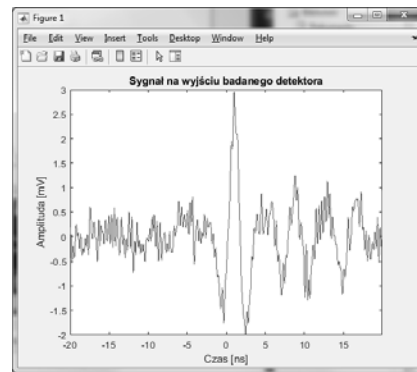 Figure 1
File Edit View Insert Tools Desktop Window Help
Sygnał na wyjściu badanego detektora
3
2.5
2
1.5
1
0.5
0
-0.5
-1
-1.5
-2
Amplituda [mV]
-20 -15 -10 -5 0 5 10 15
Czas [ns]